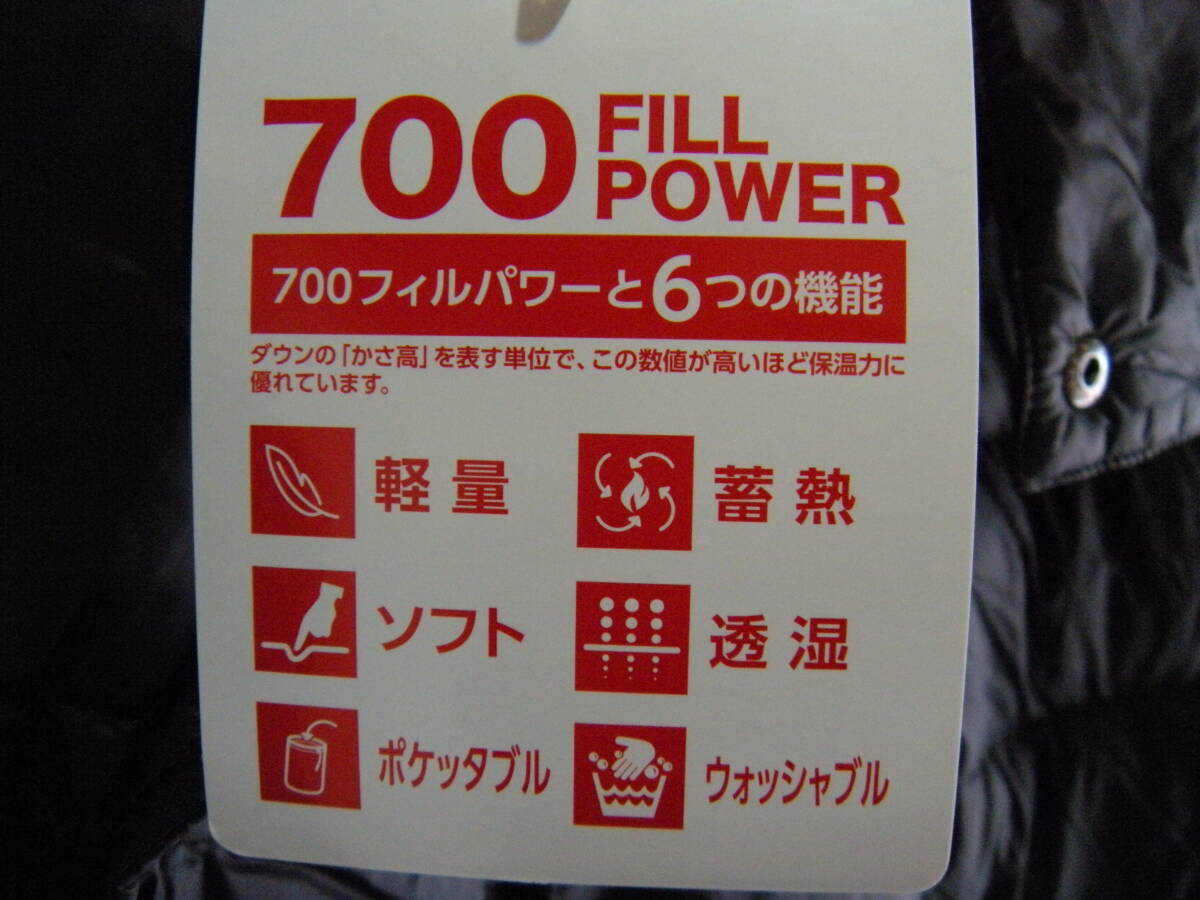 700 FILL
POWER
700フィルパワーと6つの機能
ダウンの「かさ高」を表す単位で、この数値が高いほど保温力に
優れています。
軽量
蓄熱
ソフト
透湿
ポケッタブル
ウォッシャブル